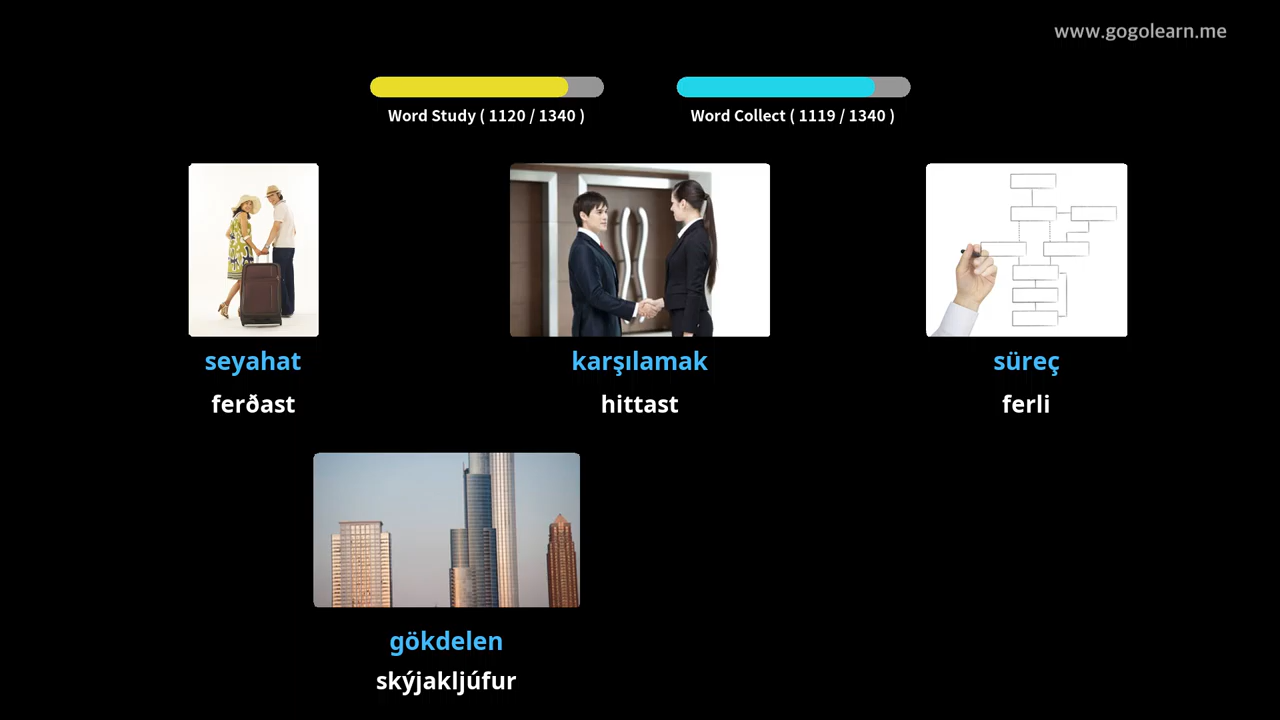 www.gogolearn.me
Word Study ( 1120 / 1340 )
Word Collect ( 1119 / 1340 )
seyahat
ferðast
karşılamak
hittast
süreç
ferli
gökdelen
skýjakljúfur